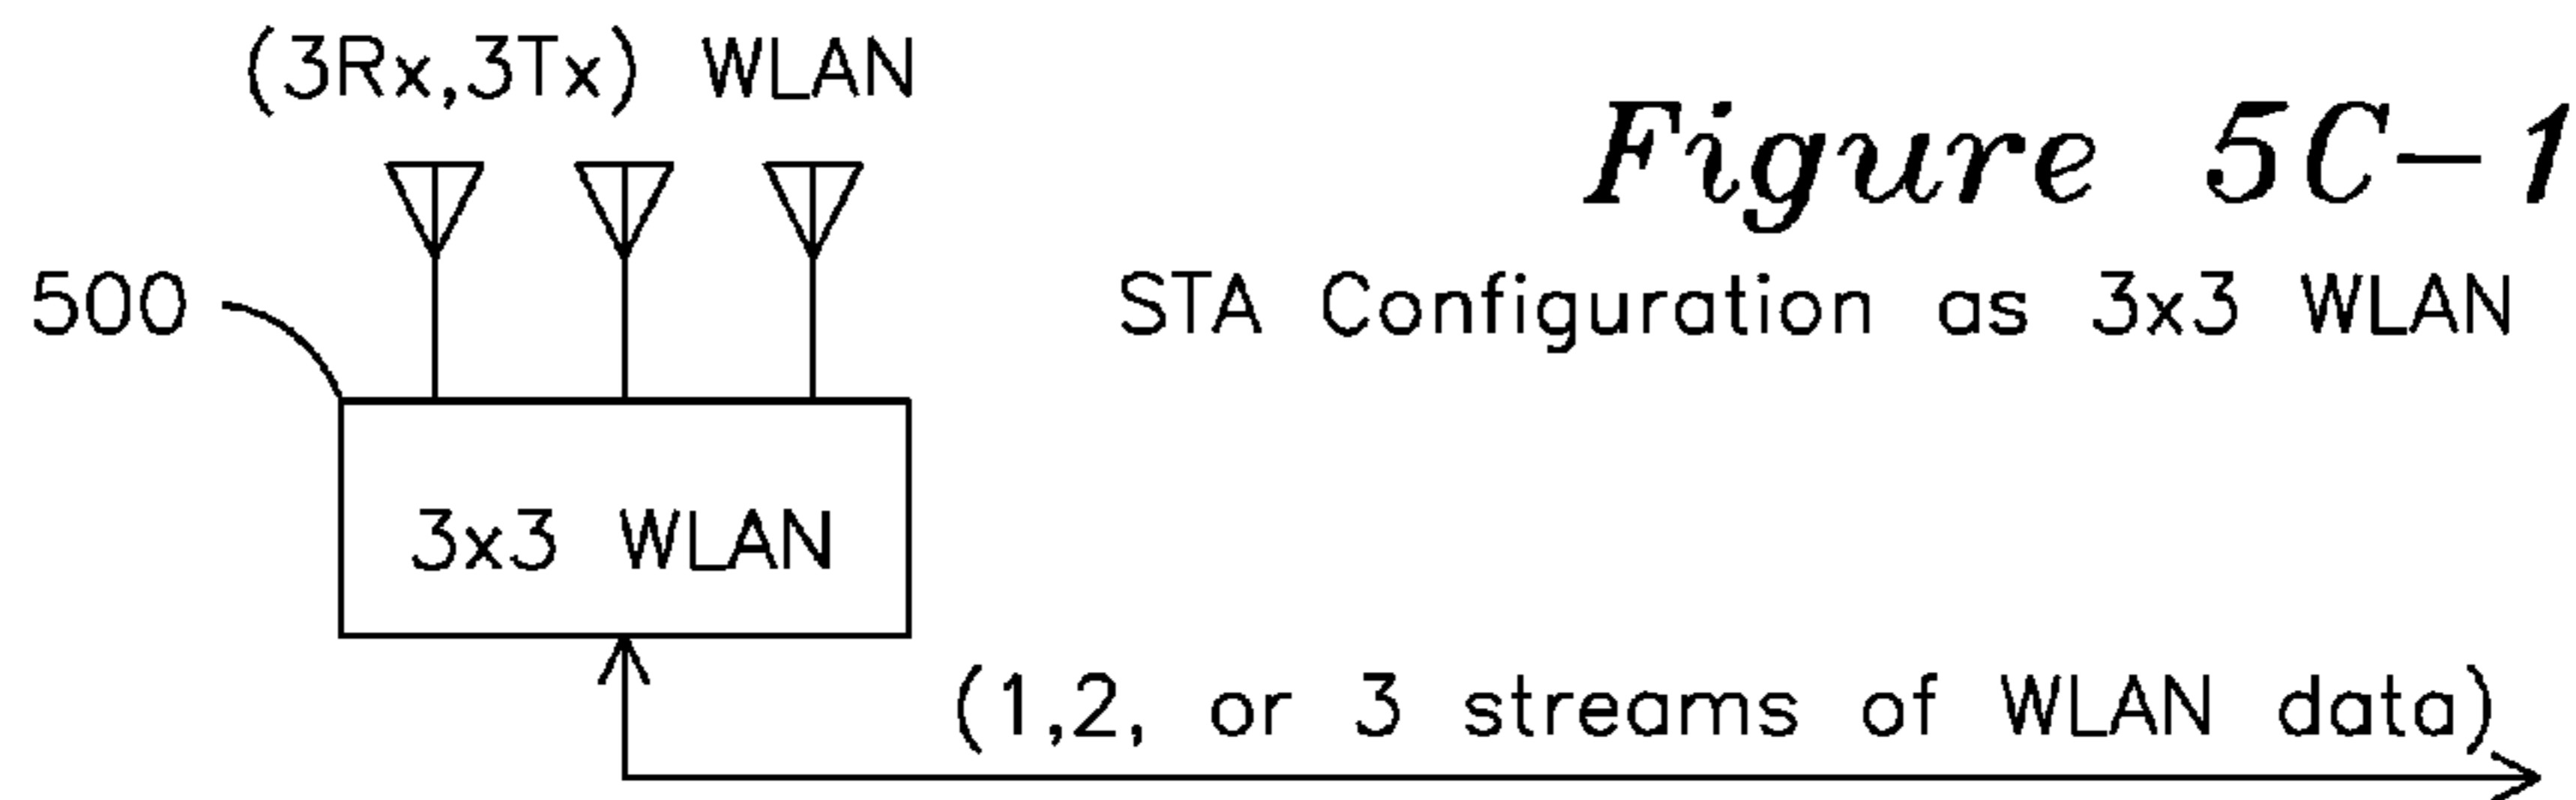 (3Rx,3Tx) WLAN
Figure 5C-1
500
STA Configuration as 3x3 WLAN
3x3 WLAN
(1,2, or 3 streams of WLAN data)